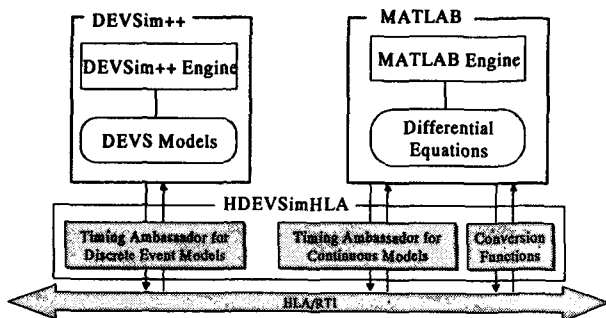 DEVSim++
DEVSim++ Engine
DEVS Models
MATLAB
MATLAB Engine
Differential
Equations
HDEVSimHLA
Timing Ambassador for
Discrete Event Models
Timing Ambassador for
Continuous Models
Conversion
Functions
HLA/RTI